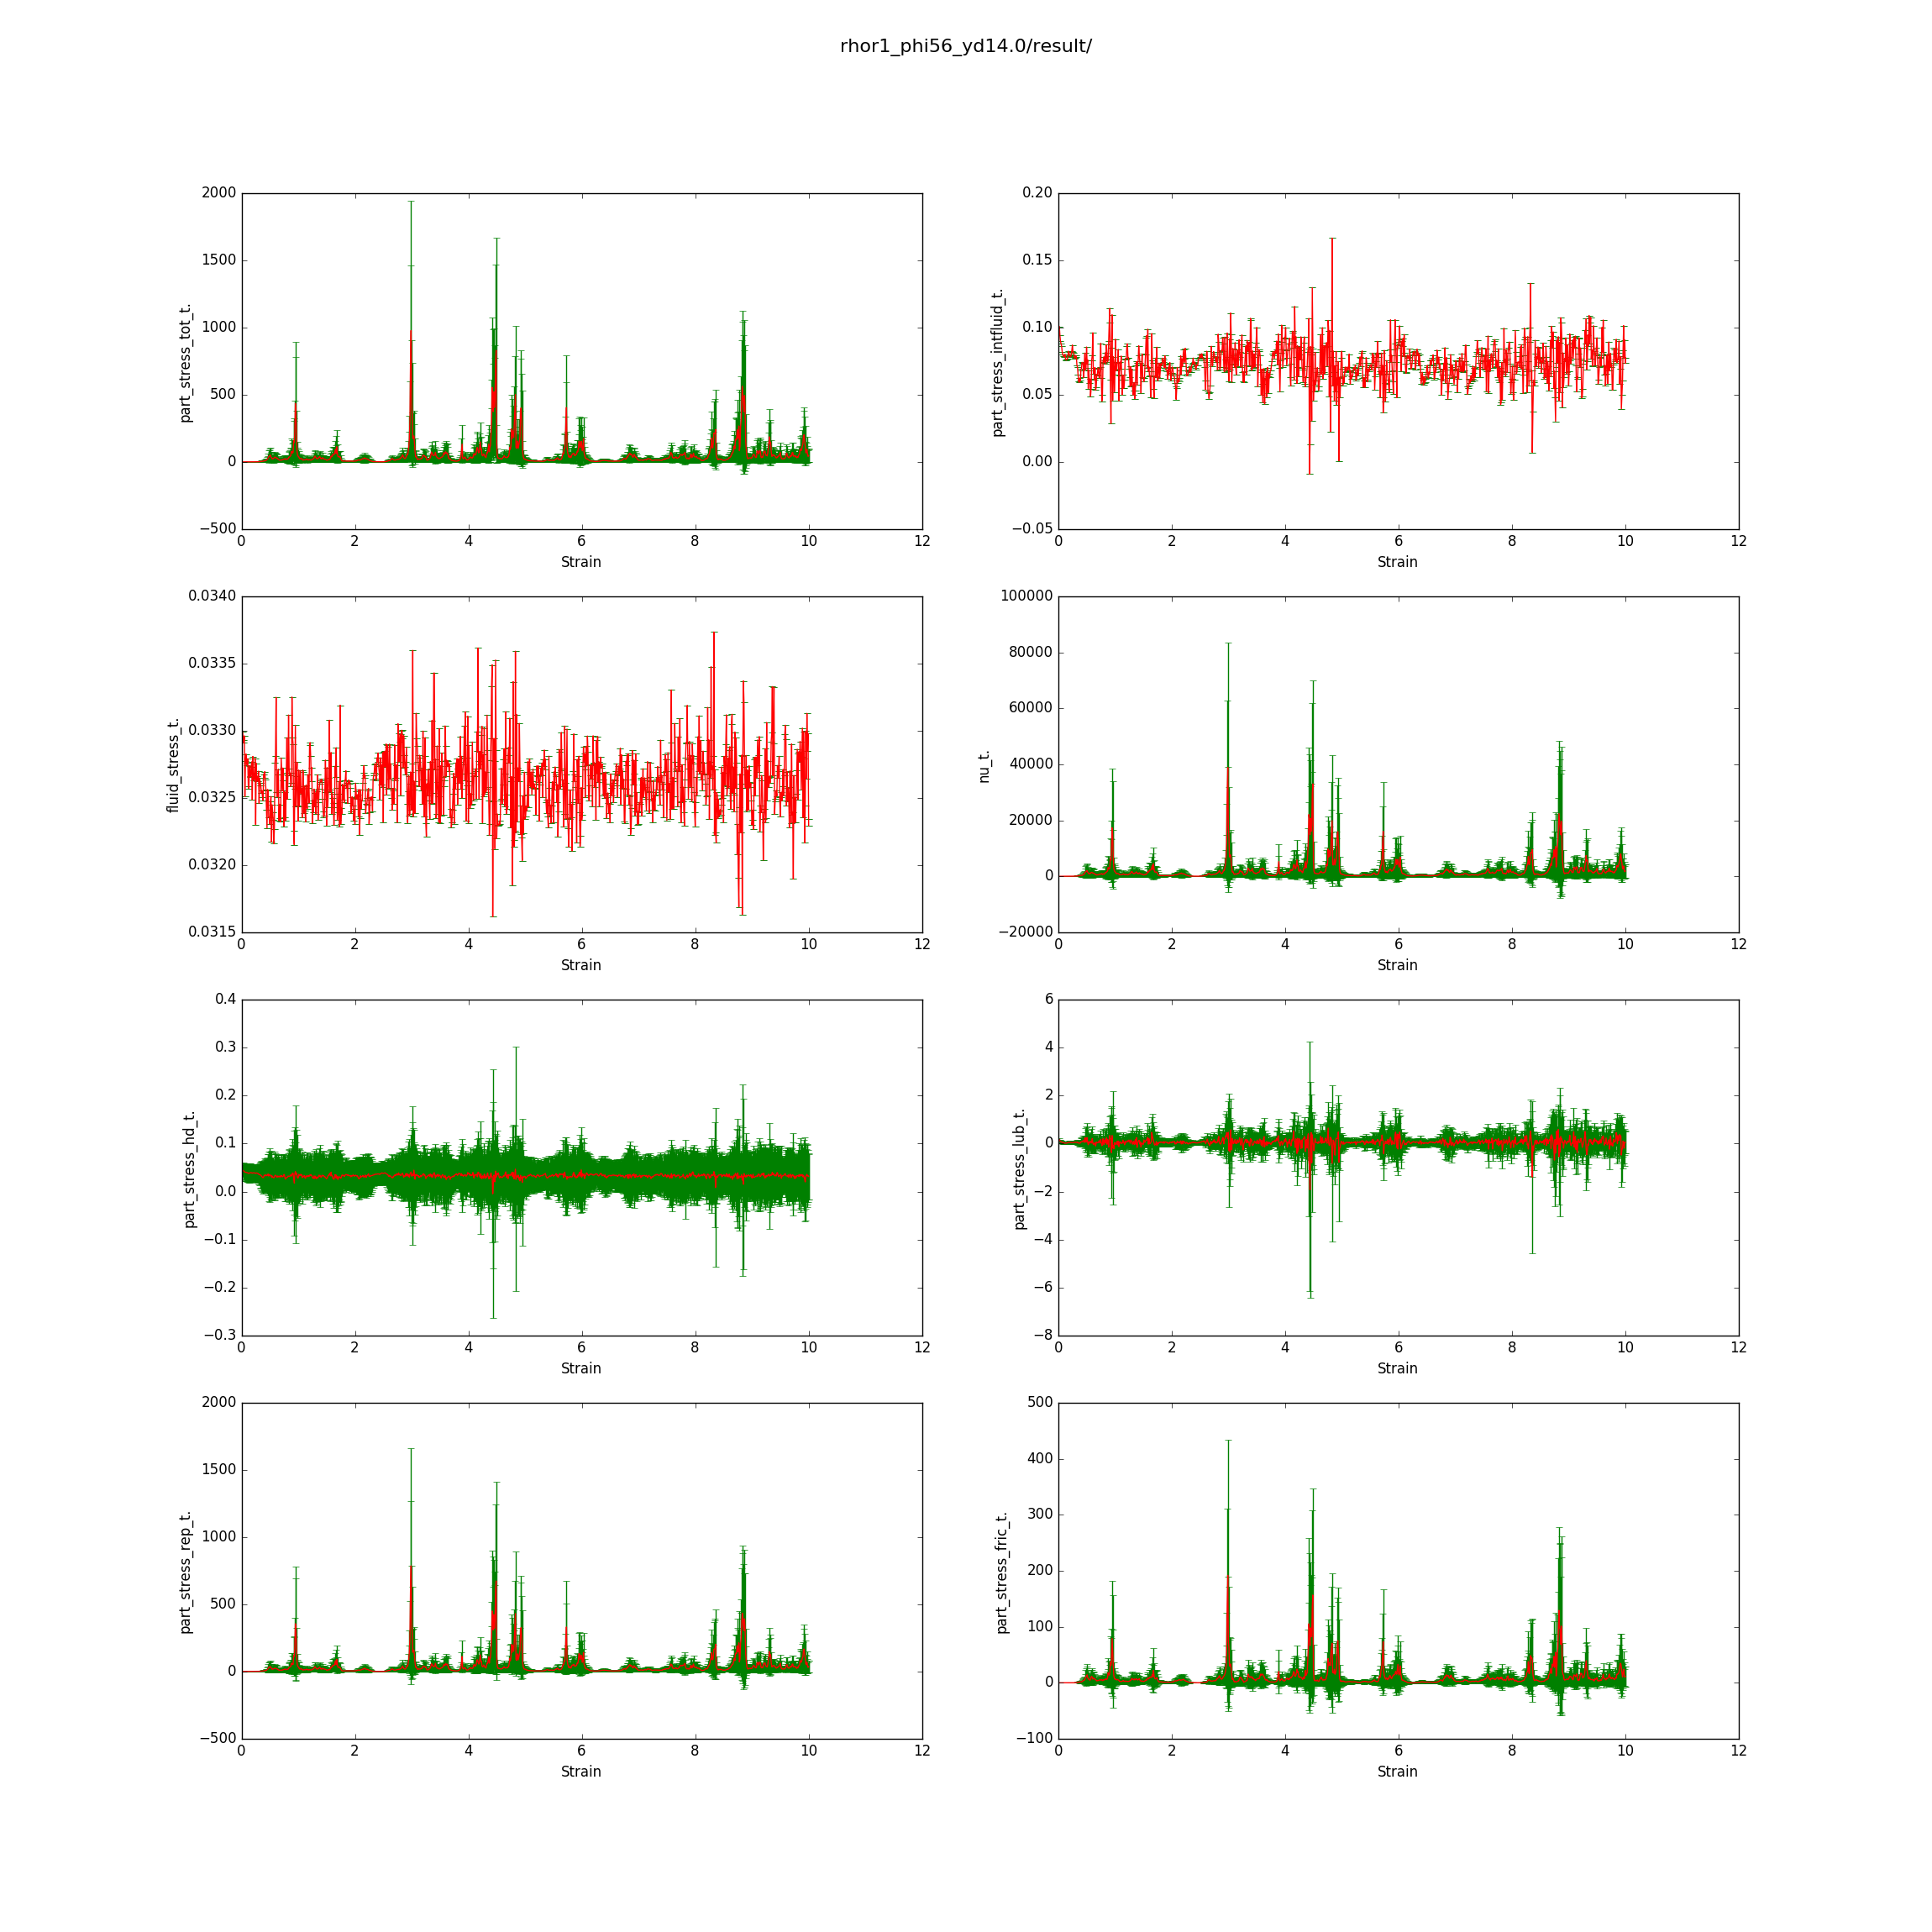 rhor1_phi56_yd14.0/result/
2000
1500
1000
500
0
−500
part_stress_tot_t.
0 2 4 6 8 10 12
Strain
0.20
0.15
0.10
0.05
0.00
−0.05
part_stress_intfluid_t.
0 2 4 6 8 10 12
Strain
0.0340
0.0335
0.0330
0.0325
0.0320
0.0315
fluid_stress_t.
0 2 4 6 8 10 12
Strain
100000
80000
60000
40000
20000
0
−20000
nu_t.
0 2 4 6 8 10 12
Strain
0.4
0.3
0.2
0.1
0.0
−0.1
−0.2
−0.3
part_stress_hd_t.
0 2 4 6 8 10 12
Strain
6
4
2
0
−2
−4
−6
−8
part_stress_lub_t.
0 2 4 6 8 10 12
Strain
2000
1500
1000
500
0
−500
part_stress_rep_t.
0 2 4 6 8 10 12
Strain
500
400
300
200
100
0
−100
part_stress_fric_t.
0 2 4 6 8 10 12
Strain